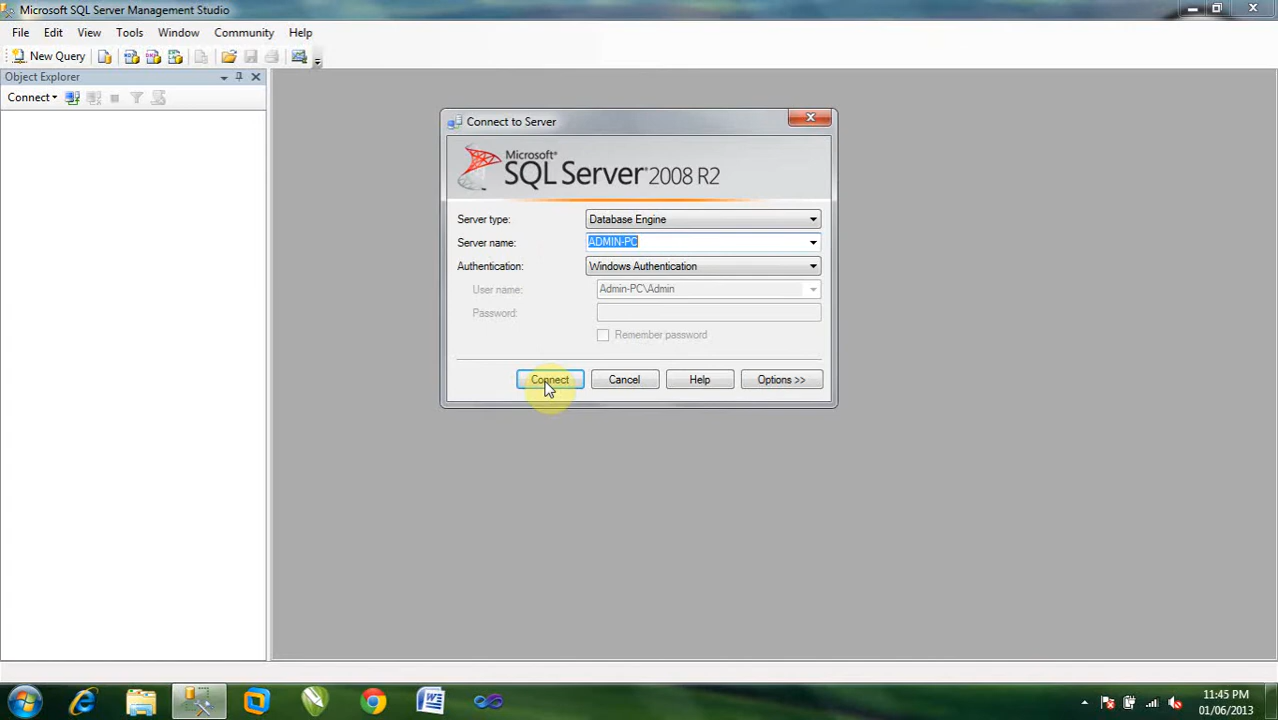 Microsoft SQL Server Management Studio
File Edit View Tools Window Community Help
New Query
Object Explorer
Connect
Connect to Server
Microsoft®
SQL Server® 2008 R2
Server type: Database Engine
Server name: ADMIN-PC
Authentication: Windows Authentication
User name: Admin-PC\Admin
Password:
Remember password
Connect Cancel Help Options >>
11:45 PM
01/06/2013